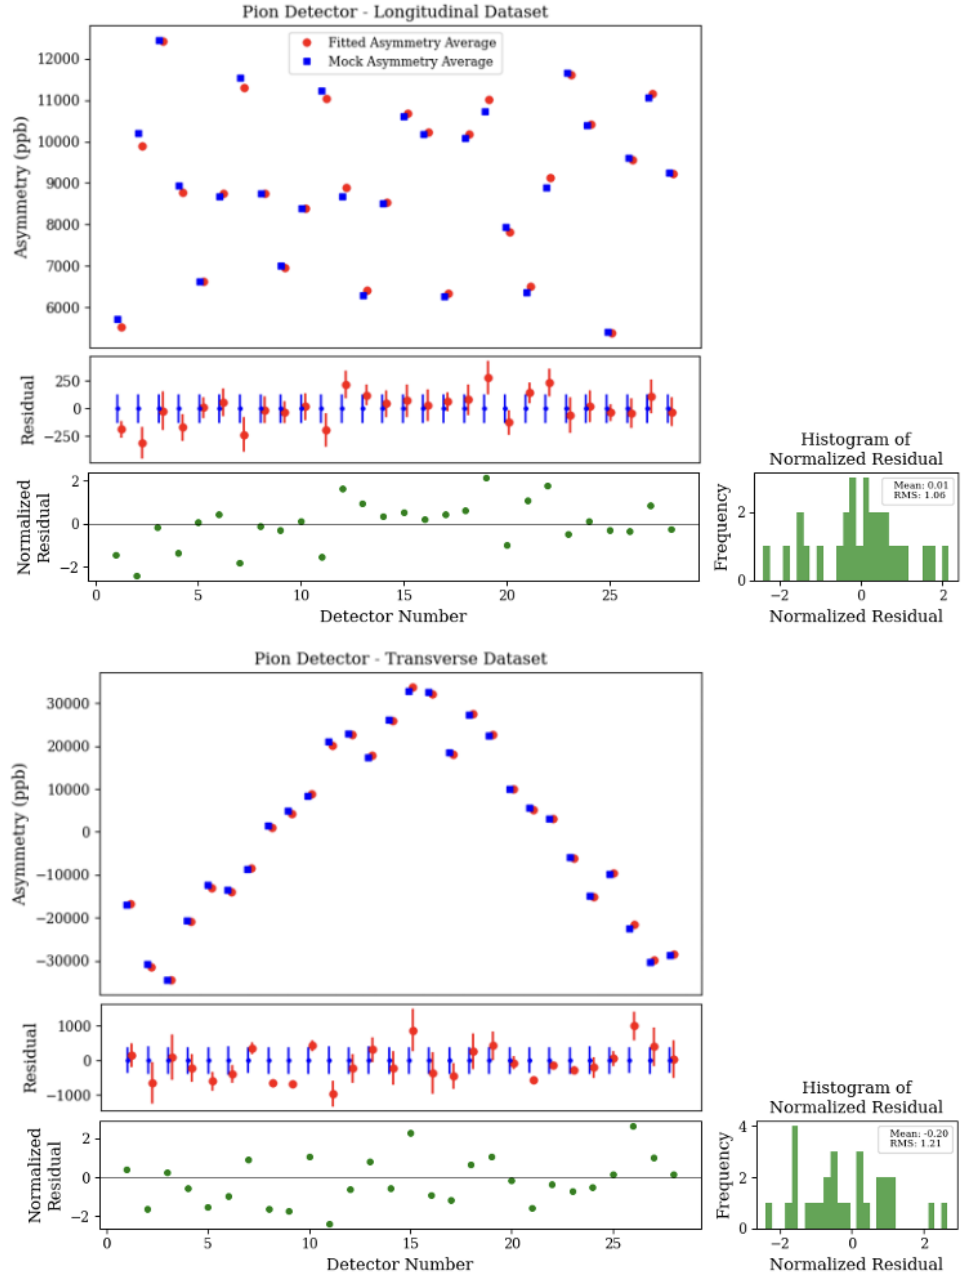 Pion Detector - Longitudinal Dataset
Fitted Asymmetry Average
Mock Asymmetry Average
Asymmetry (ppb)
12000
11000
10000
9000
8000
7000
6000
Residual
250
0
−250
Normalized
Residual
2
0
−2
0 5 10 15 20 25
Detector Number
Histogram of
Normalized Residual
Mean: 0.01
RMS: 1.06
Frequency
2
0
−2 0 2
Normalized Residual
Pion Detector - Transverse Dataset
Asymmetry (ppb)
30000
20000
10000
0
−10000
−20000
−30000
Residual
1000
0
−1000
Normalized
Residual
2
0
−2
0 5 10 15 20 25
Detector Number
Histogram of
Normalized Residual
Mean: -0.20
RMS: 1.21
Frequency
4
2
0
−2 0 2
Normalized Residual